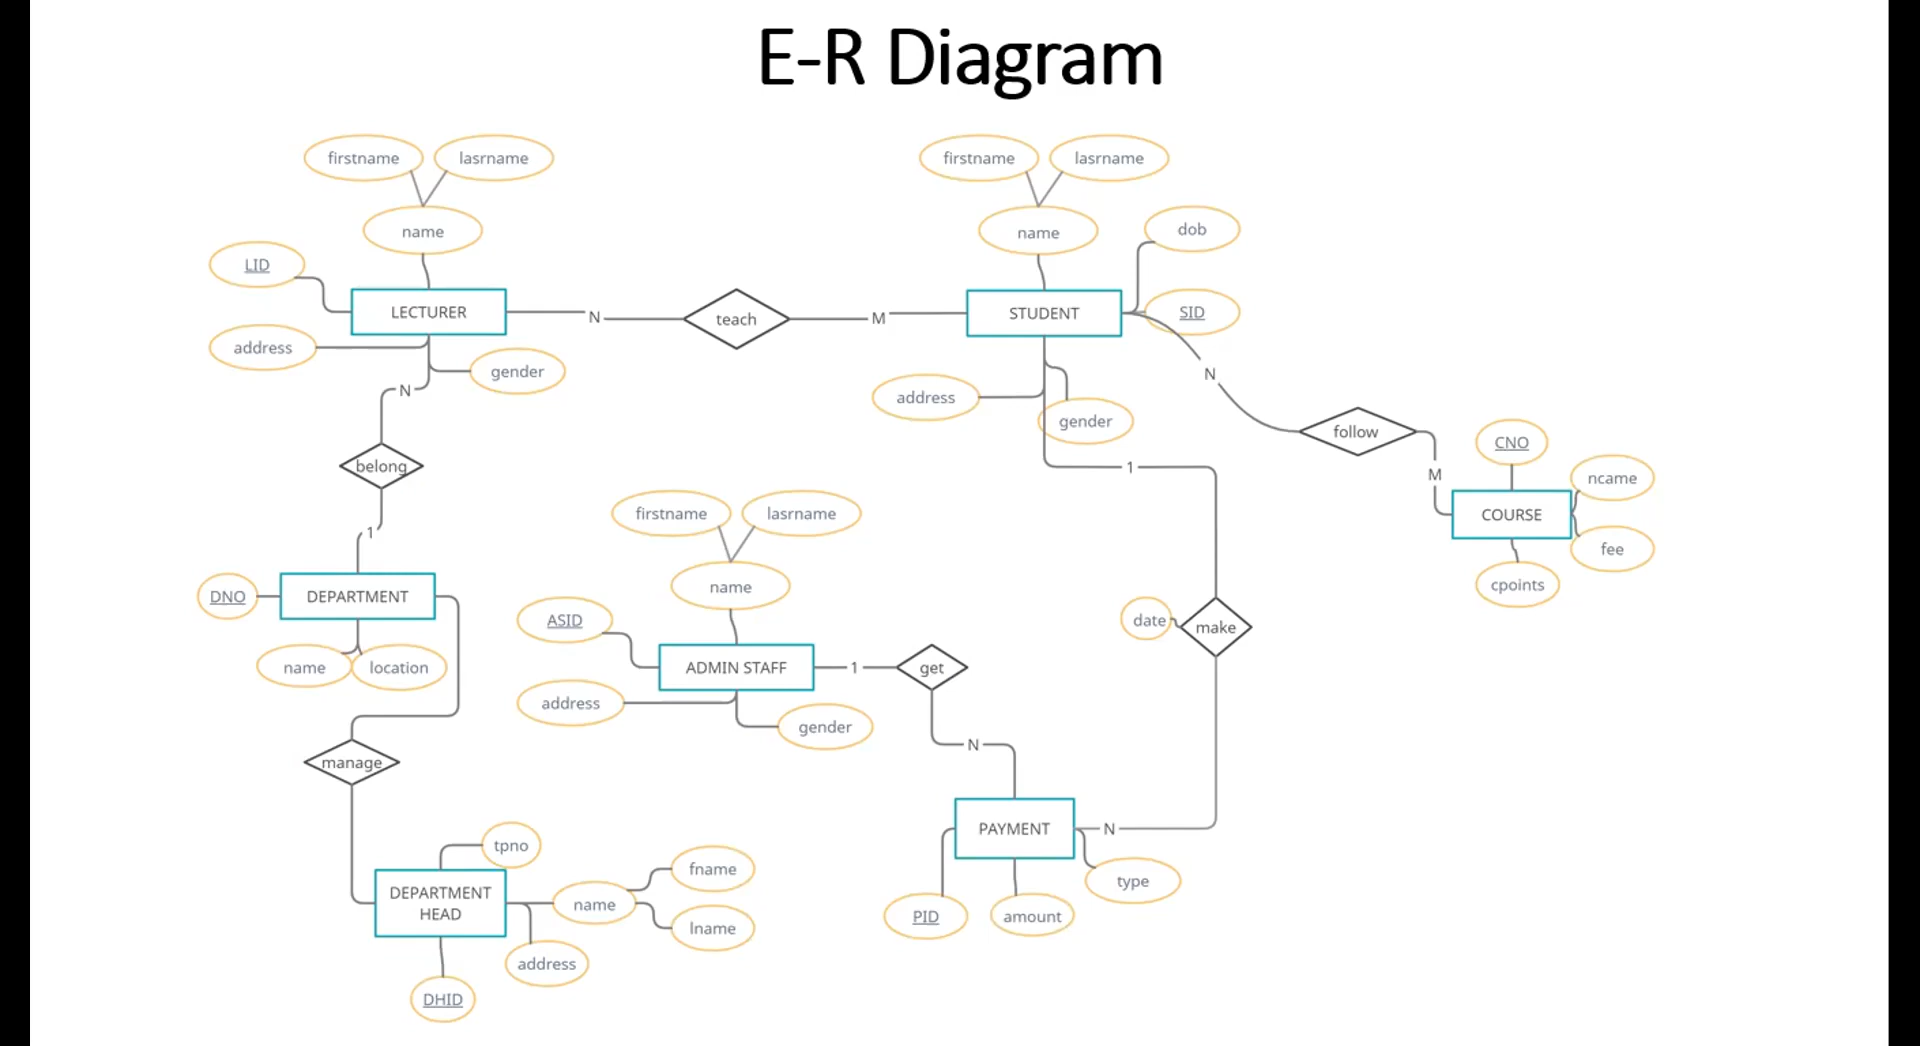 E-R Diagram
firstname
lasrname
name
LID
LECTURER
address
gender
N
teach
M
firstname
lasrname
name
dob
STUDENT
SID
address
gender
N
follow
M
CNO
ncame
COURSE
fee
cpoints
N
belong
1
DNO
DEPARTMENT
name
location
manage
firstname
lasrname
name
ASID
ADMIN STAFF
address
gender
1
get
N
1
date
make
N
PAYMENT
type
PID
amount
tpno
DEPARTMENT
HEAD
name
fname
lname
address
DHID